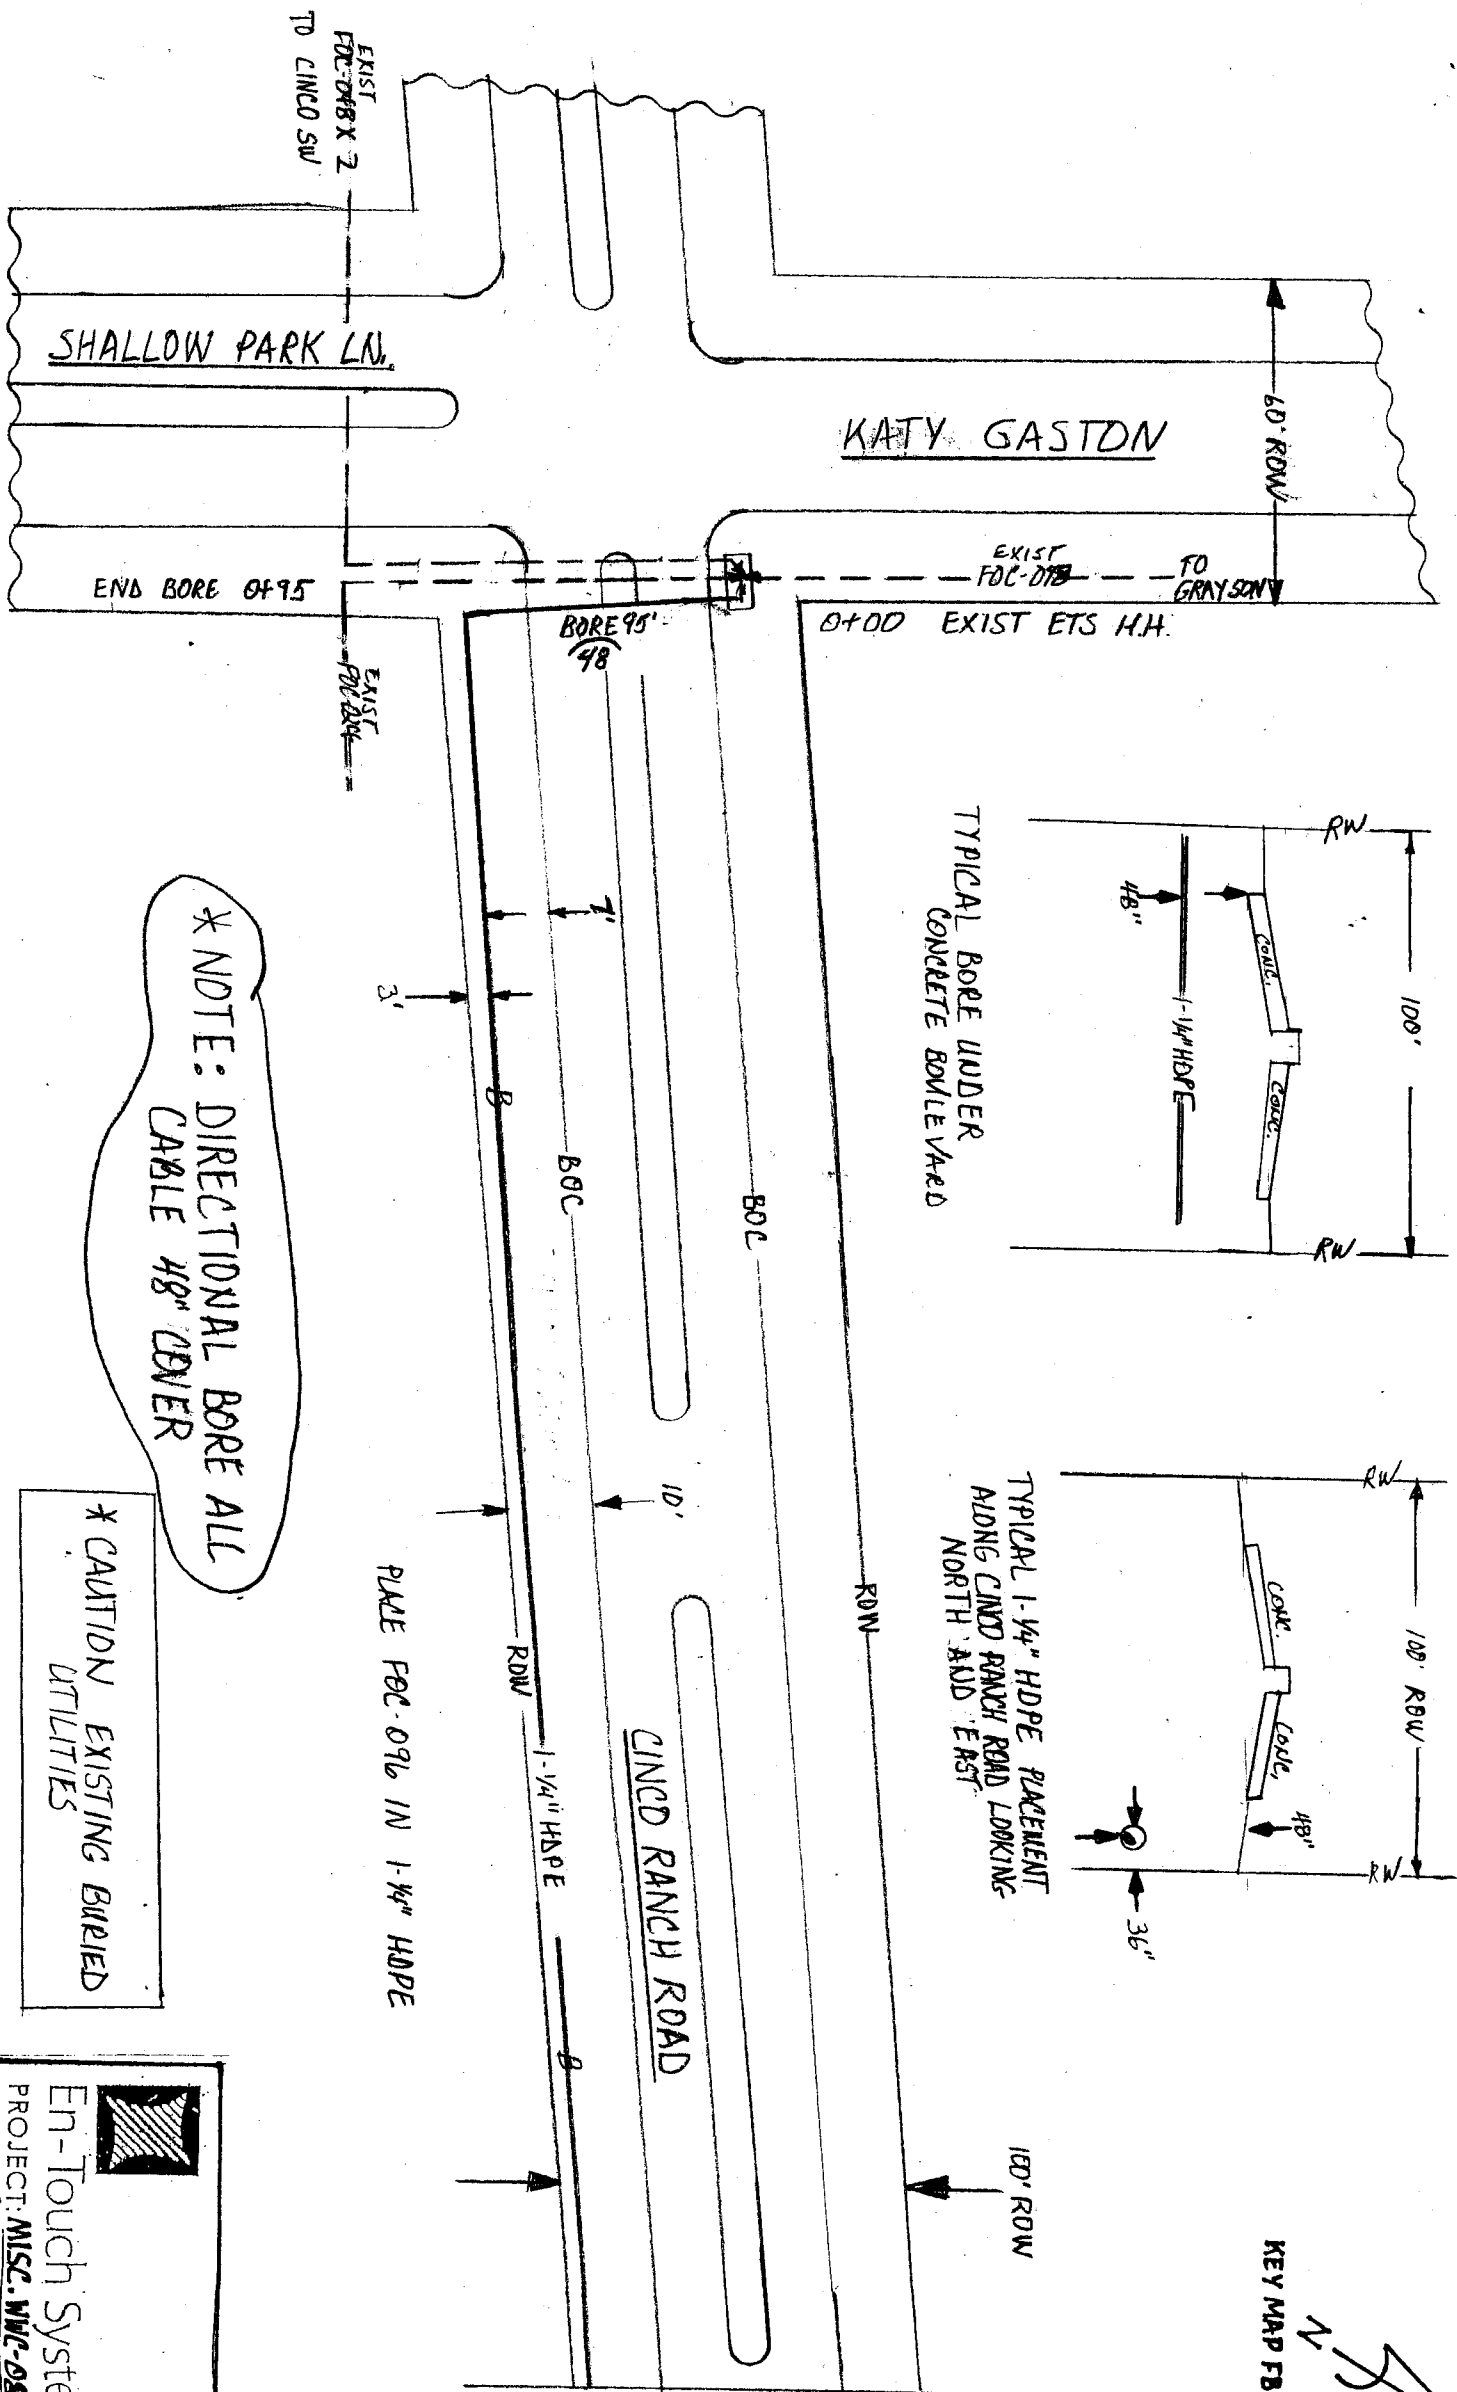 EXIST
TO CINCO SW
SHALLOW PARK LN.
KATY GASTON
60' ROW
EXIST
TO
GRAYSON
END BORE 0+95
BORE 95'
48
0+00 EXIST ETS H.H.
EXIST
RW
100'
RW
CONC.
CONC.
48"
1-1/4" HDPE
TYPICAL BORE UNDER
CONCRETE BOULEVARD
RW
100' ROW
RW
CONC.
CONC.
48"
36"
TYPICAL 1-1/4" HDPE PLACEMENT
ALONG CINCO RANCH ROAD LOOKING
NORTH AND EAST
7'
3'
B
BOC
BOC
10'
ROW
ROW
1-1/4" HDPE
CINCO RANCH ROAD
B
100' ROW
PLACE FOC-096 IN 1-1/4" HDPE
* NOTE: DIRECTIONAL BORE ALL
CABLE 48" COVER
* CAUTION EXISTING BURIED
UTILITIES
N
KEY MAP FB
En-Touch Syste
PROJECT: MISC. WWC-